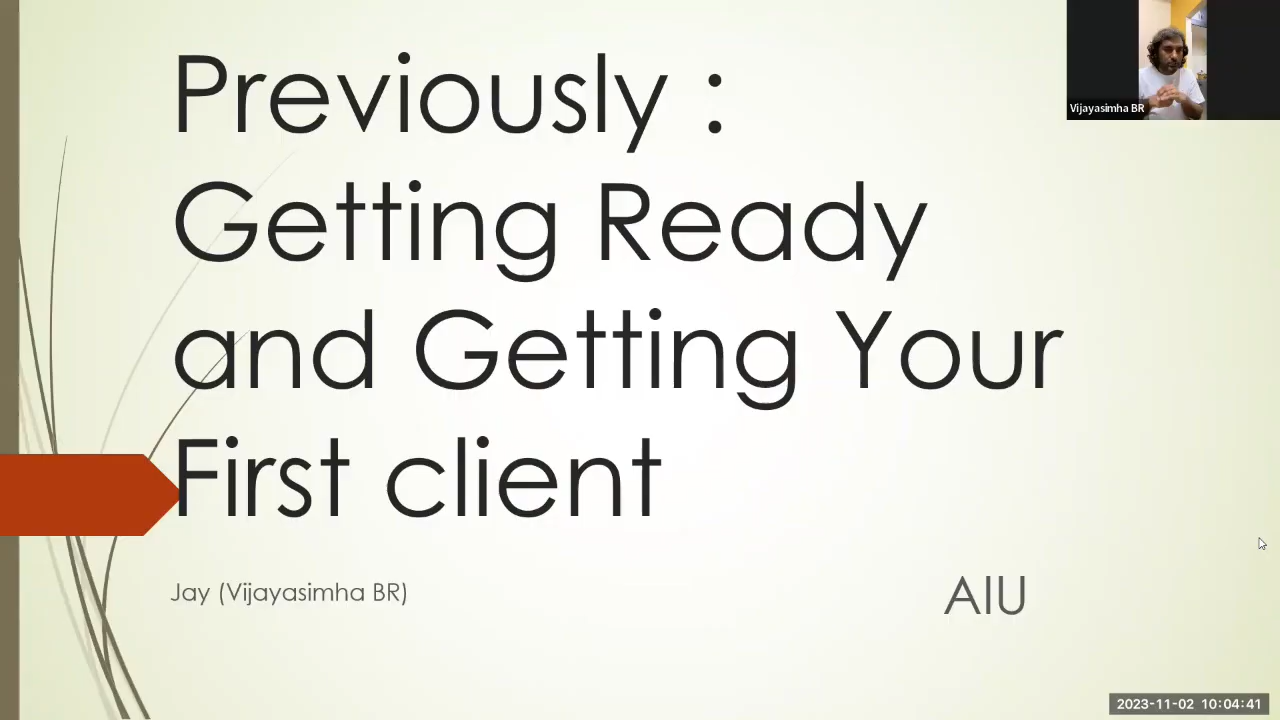 Previously :
Getting Ready
and Getting Your
First client
Jay (Vijayasimha BR)
AIU
Vijayasimha BR
2023-11-02 10:04:41